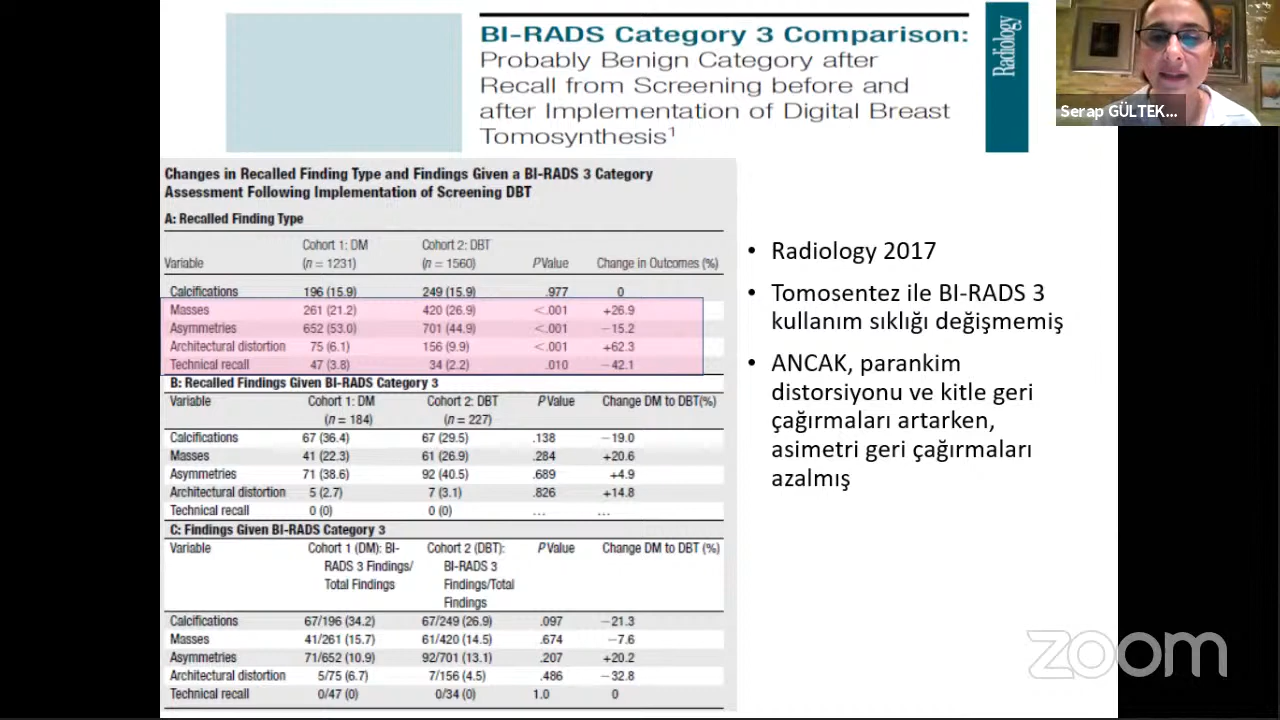 BI-RADS Category 3 Comparison:
Probably Benign Category after
Recall from Screening before and
after Implementation of Digital Breast
Tomosynthesis¹
Radiology
Serap GÜLTEK...
Changes in Recalled Finding Type and Findings Given a BI-RADS 3 Category
Assessment Following Implementation of Screening DBT
A: Recalled Finding Type
Cohort 1: DM Cohort 2: DBT
Variable (n = 1231) (n = 1560) P Value Change in Outcomes (%)
Calcifications 196 (15.9) 249 (15.9) .977 0
Masses 261 (21.2) 420 (26.9) <.001 +26.9
Asymmetries 652 (53.0) 701 (44.9) <.001 −15.2
Architectural distortion 75 (6.1) 156 (9.9) <.001 +62.3
Technical recall 47 (3.8) 34 (2.2) .010 −42.1
B: Recalled Findings Given BI-RADS Category 3
Variable Cohort 1: DM Cohort 2: DBT P Value Change DM to DBT(%)
(n = 184) (n = 227)
Calcifications 67 (36.4) 67 (29.5) .138 −19.0
Masses 41 (22.3) 61 (26.9) .284 +20.6
Asymmetries 71 (38.6) 92 (40.5) .689 +4.9
Architectural distortion 5 (2.7) 7 (3.1) .826 +14.8
Technical recall 0 (0) 0 (0) ... ...
C: Findings Given BI-RADS Category 3
Variable Cohort 1 (DM): BI- Cohort 2 (DBT): P Value Change DM to DBT (%)
RADS 3 Findings/ BI-RADS 3
Total Findings Findings/Total
Findings
Calcifications 67/196 (34.2) 67/249 (26.9) .097 −21.3
Masses 41/261 (15.7) 61/420 (14.5) .674 −7.6
Asymmetries 71/652 (10.9) 92/701 (13.1) .207 +20.2
Architectural distortion 5/75 (6.7) 7/156 (4.5) .486 −32.8
Technical recall 0/47 (0) 0/34 (0) 1.0 0
• Radiology 2017
• Tomosentez ile BI-RADS 3
kullanım sıklığı değişmemiş
• ANCAK, parankim
distorsiyonu ve kitle geri
çağırmaları artarken,
asimetri geri çağırmaları
azalmış
zoom